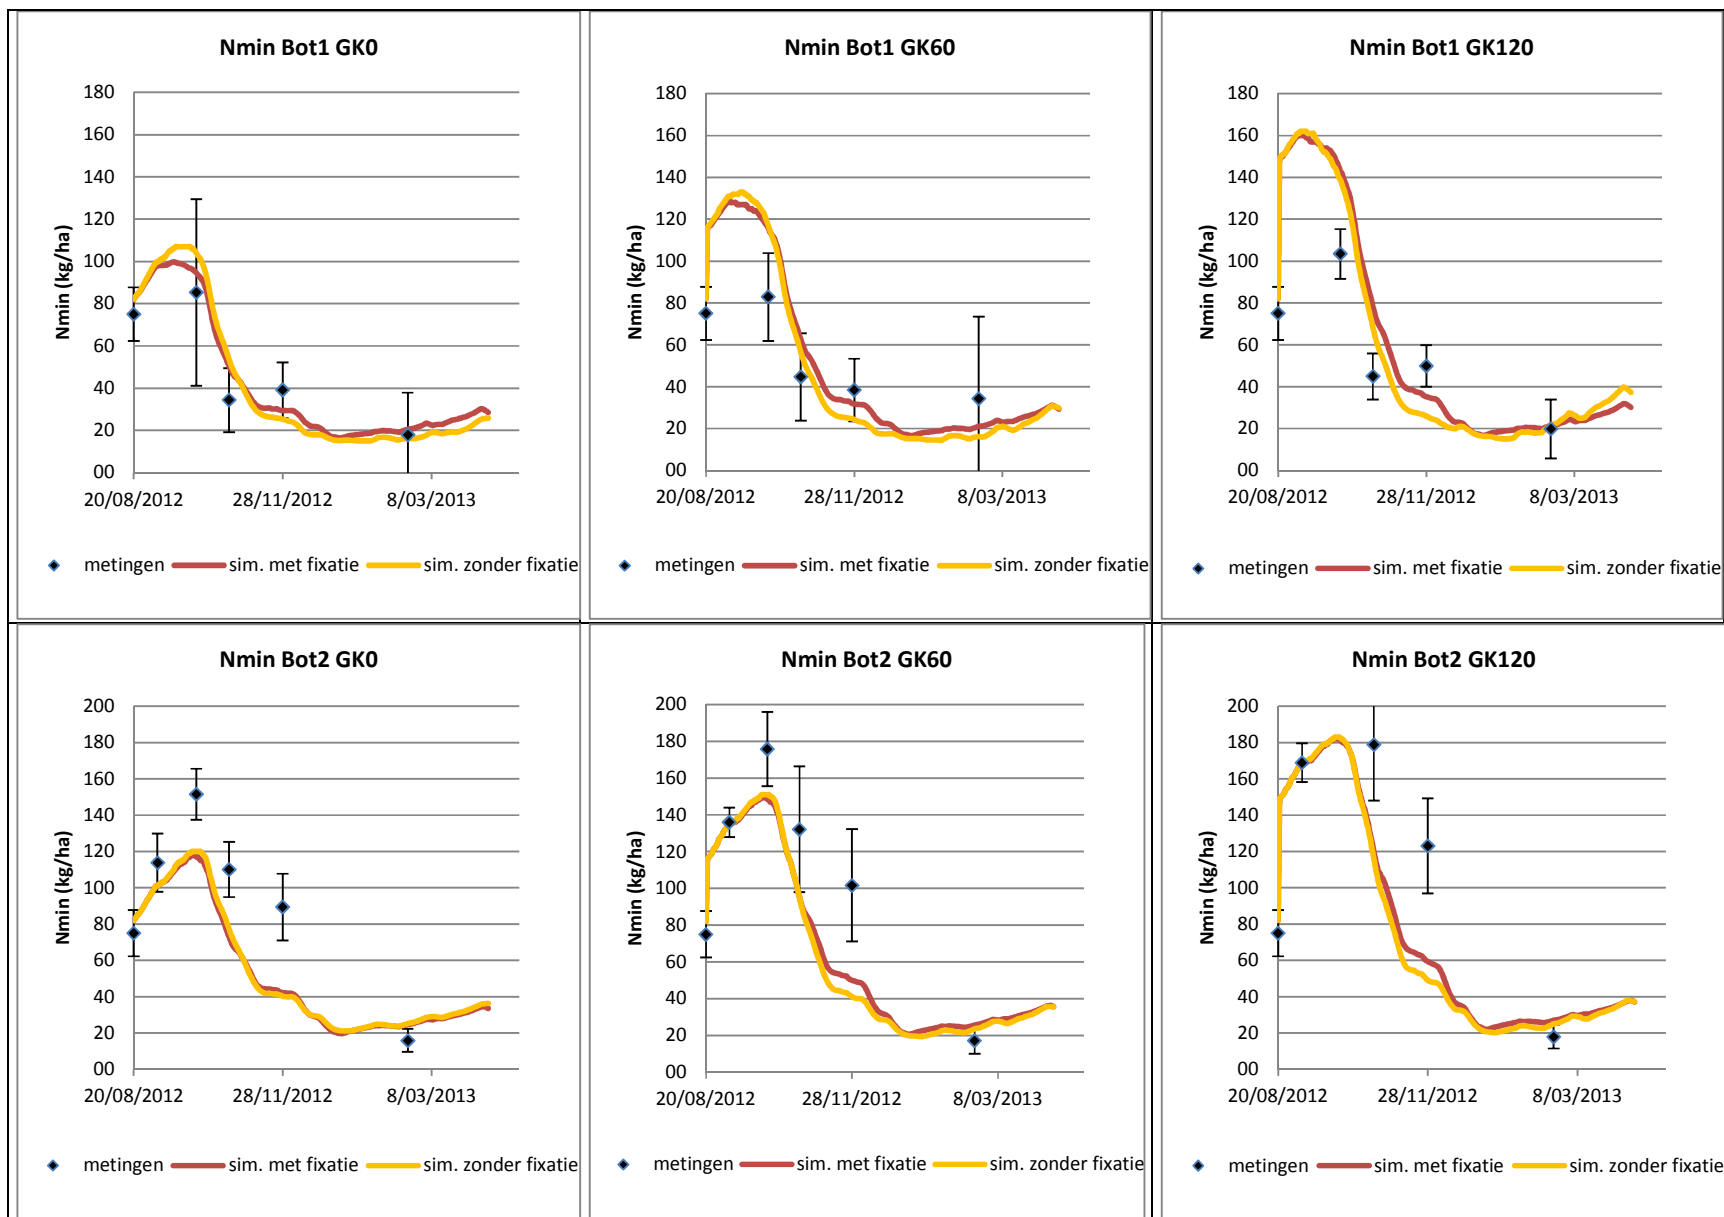 Nmin Bot1 GK0
Nmin (kg/ha)
180
160
140
120
100
80
60
40
20
00
20/08/2012 28/11/2012 8/03/2013
metingen sim. met fixatie sim. zonder fixatie
Nmin Bot1 GK60
Nmin (kg/ha)
180
160
140
120
100
80
60
40
20
00
20/08/2012 28/11/2012 8/03/2013
metingen sim. met fixatie sim. zonder fixatie
Nmin Bot1 GK120
Nmin (kg/ha)
180
160
140
120
100
80
60
40
20
00
20/08/2012 28/11/2012 8/03/2013
metingen sim. met fixatie sim. zonder fixatie
Nmin Bot2 GK0
Nmin (kg/ha)
200
180
160
140
120
100
80
60
40
20
00
20/08/2012 28/11/2012 8/03/2013
metingen sim. met fixatie sim. zonder fixatie
Nmin Bot2 GK60
Nmin (kg/ha)
200
180
160
140
120
100
80
60
40
20
00
20/08/2012 28/11/2012 8/03/2013
metingen sim. met fixatie sim. zonder fixatie
Nmin Bot2 GK120
Nmin (kg/ha)
200
180
160
140
120
100
80
60
40
20
00
20/08/2012 28/11/2012 8/03/2013
metingen sim. met fixatie sim. zonder fixatie